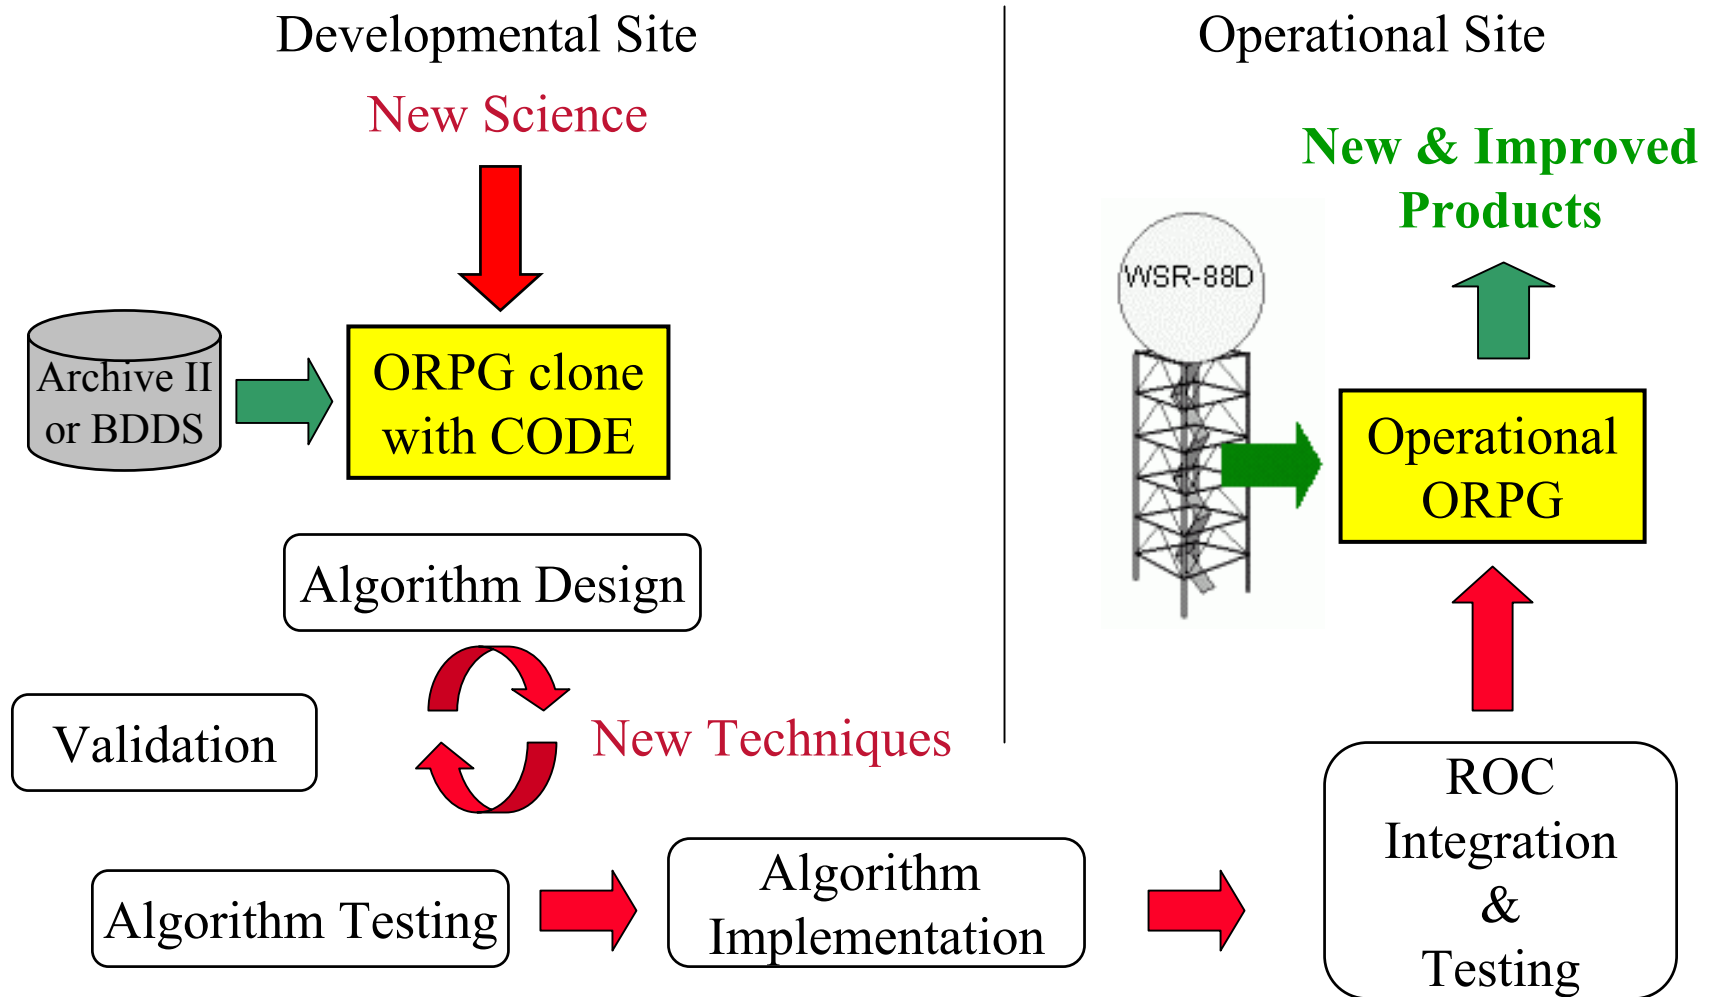 Developmental Site
New Science
Archive II
or BDDS
ORPG clone
with CODE
Algorithm Design
Validation
New Techniques
Algorithm Testing
Algorithm
Implementation
Operational Site
New & Improved
Products
WSR-88D
Operational
ORPG
ROC
Integration
&
Testing